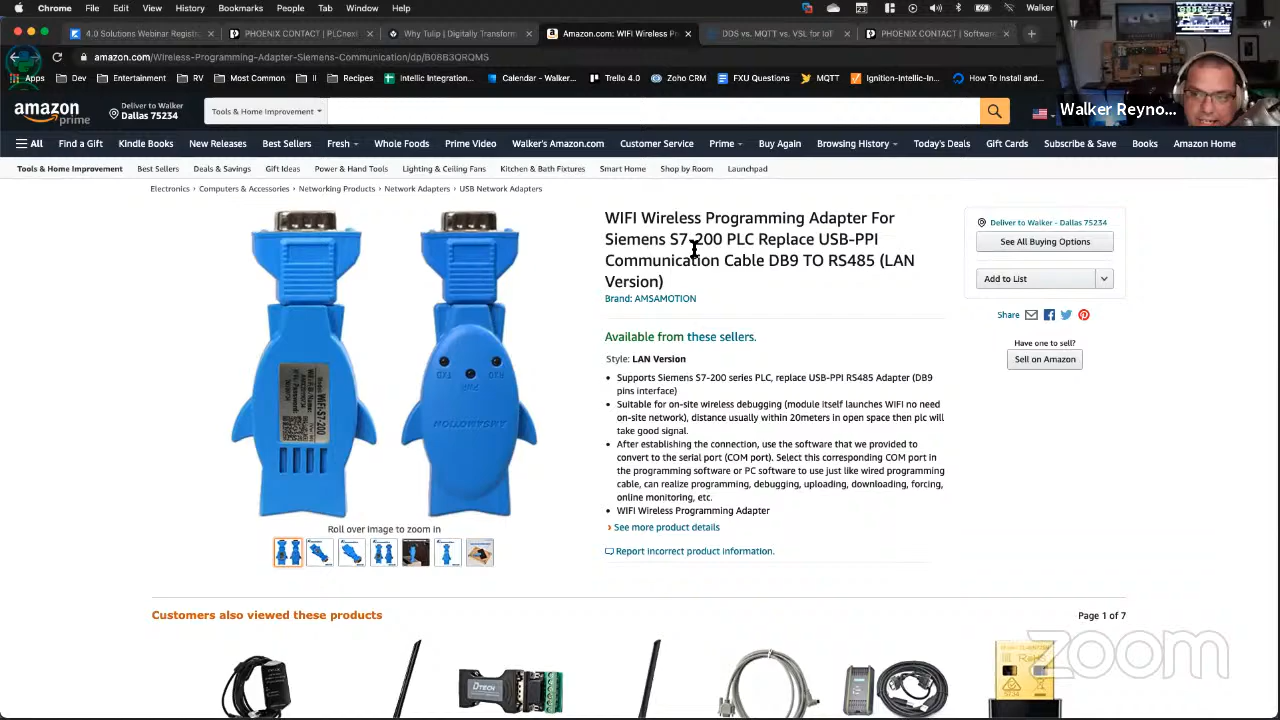 Chrome File Edit View History Bookmarks People Tab Window Help
Walker
4.0 Solutions Webinar Registra
PHOENIX CONTACT | PLCnext
Why Tulip | Digitally
Amazon.com: WIFI Wireless Pr
DDS vs. MQTT vs. VSL for IoT
PHOENIX CONTACT | Software
amazon.com/Wireless-Programming-Adapter-Siemens-Communication/dp/B08B3QRQMS
Apps
Dev
Entertainment
RV
Most Common
II
Recipes
Intellic Integration...
Calendar - Walker...
Trello 4.0
Zoho CRM
FXU Questions
MQTT
Ignition-Intellic-In...
How To Install and...
amazon
prime
Deliver to Walker
Dallas 75234
Tools & Home Improvement
Walker Reyno...
All
Find a Gift
Kindle Books
New Releases
Best Sellers
Fresh
Whole Foods
Prime Video
Walker's Amazon.com
Customer Service
Prime
Buy Again
Browsing History
Today's Deals
Gift Cards
Subscribe & Save
Books
Amazon Home
Tools & Home Improvement
Best Sellers
Deals & Savings
Gift Ideas
Power & Hand Tools
Lighting & Ceiling Fans
Kitchen & Bath Fixtures
Smart Home
Shop by Room
Launchpad
Electronics › Computers & Accessories › Networking Products › Network Adapters › USB Network Adapters
WIFI Wireless Programming Adapter For
Siemens S7-200 PLC Replace USB-PPI
Communication Cable DB9 TO RS485 (LAN
Version)
Brand: AMSAMOTION
Available from these sellers.
Style: LAN Version
• Supports Siemens S7-200 series PLC, replace USB-PPI RS485 Adapter (DB9
pins interface)
• Suitable for on-site wireless debugging (module itself launches WIFI no need
on-site network), distance usually within 20meters in open space then plc will
take good signal.
• After establishing the connection, use the software that we provided to
convert to the serial port (COM port). Select this corresponding COM port in
the programming software or PC software to use just like wired programming
cable, can realize programming, debugging, uploading, downloading, forcing,
online monitoring, etc.
• WIFI Wireless Programming Adapter
› See more product details
Report incorrect product information.
Deliver to Walker - Dallas 75234
See All Buying Options
Add to List
Share
Have one to sell?
Sell on Amazon
WIFI-S7200
TXD
RXD
PWR
AMSAMOTION
Roll over image to zoom in
Customers also viewed these products
Page 1 of 7
DTECH
zoom